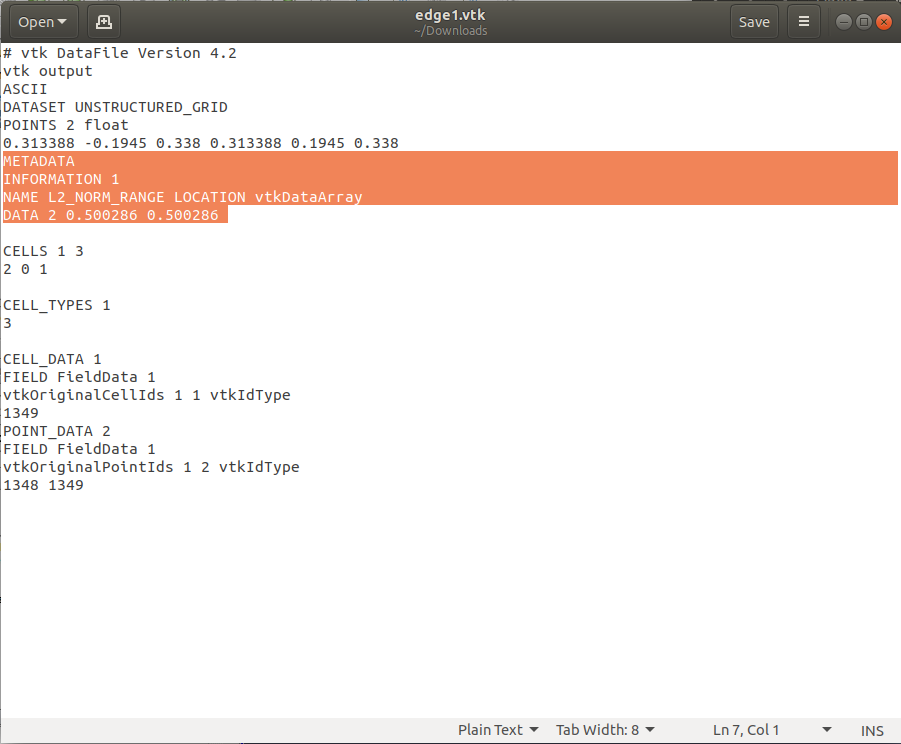 Open
edge1.vtk
~/Downloads
Save
# vtk DataFile Version 4.2
vtk output
ASCII
DATASET UNSTRUCTURED_GRID
POINTS 2 float
0.313388 -0.1945 0.338 0.313388 0.1945 0.338
METADATA
INFORMATION 1
NAME L2_NORM_RANGE LOCATION vtkDataArray
DATA 2 0.500286 0.500286
CELLS 1 3
2 0 1
CELL_TYPES 1
3
CELL_DATA 1
FIELD FieldData 1
vtkOriginalCellIds 1 1 vtkIdType
1349
POINT_DATA 2
FIELD FieldData 1
vtkOriginalPointIds 1 2 vtkIdType
1348 1349
Plain Text Tab Width: 8 Ln 7, Col 1 INS